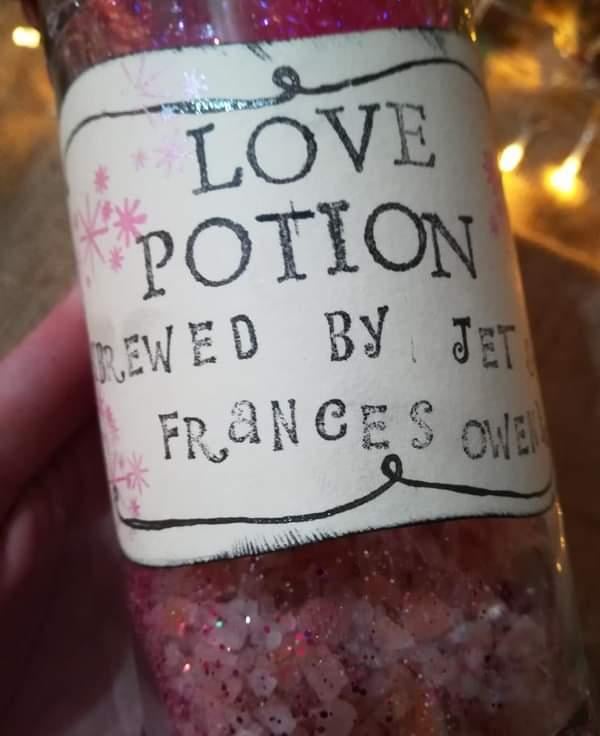 LOVE
POTION
BREWED BY JET
FRANCES OWEN